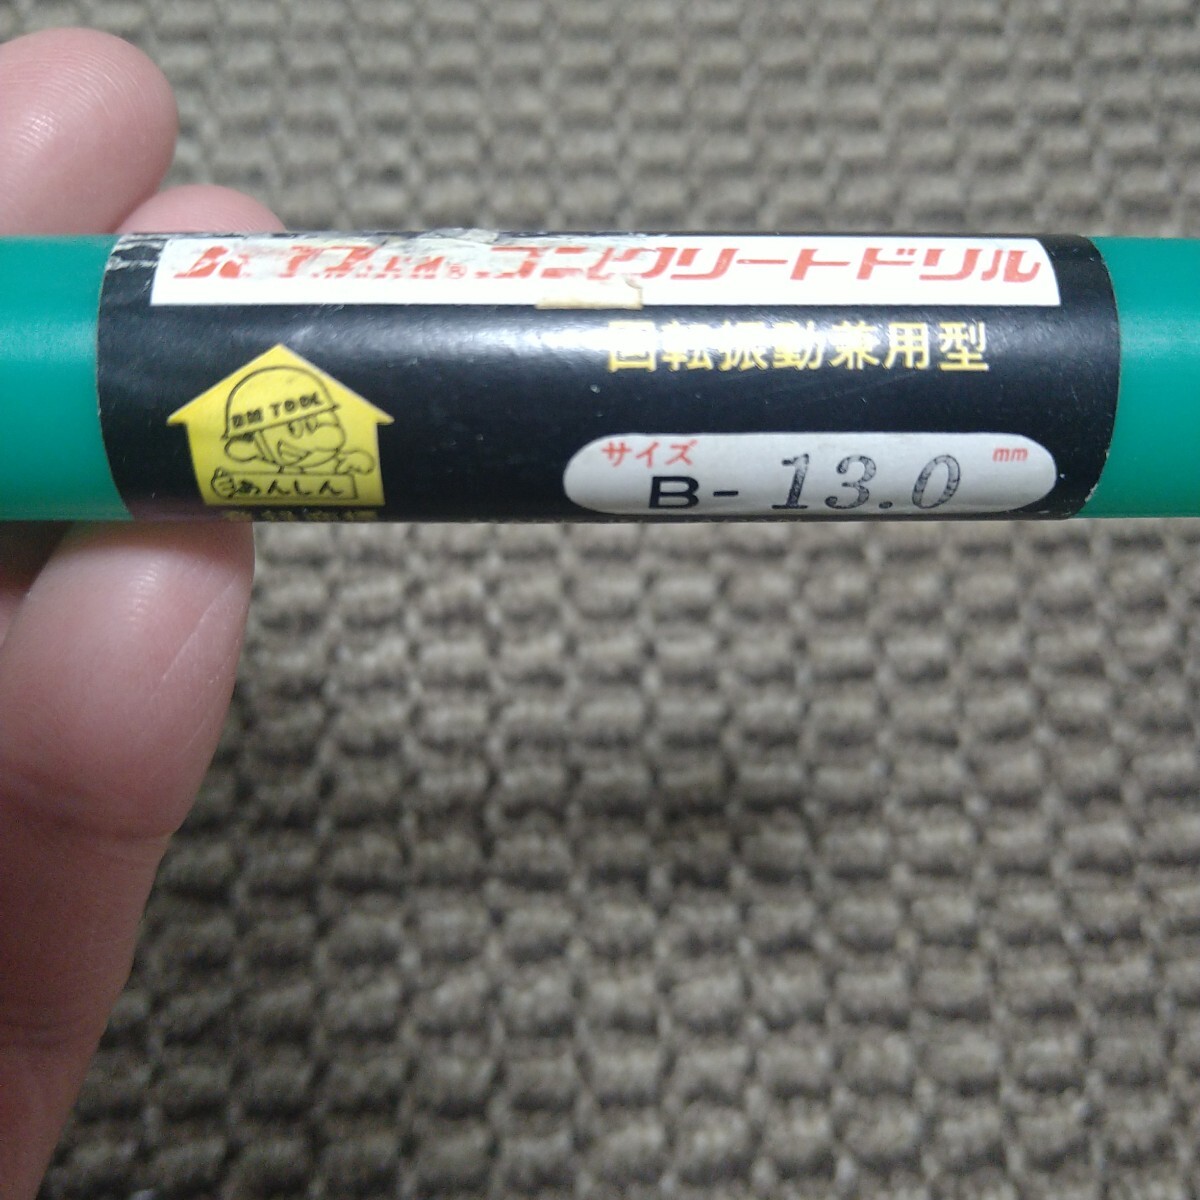 コンクリートドリル
回転振動兼用型
DM TOOL
あんしん
サイズ
B-13.0 mm